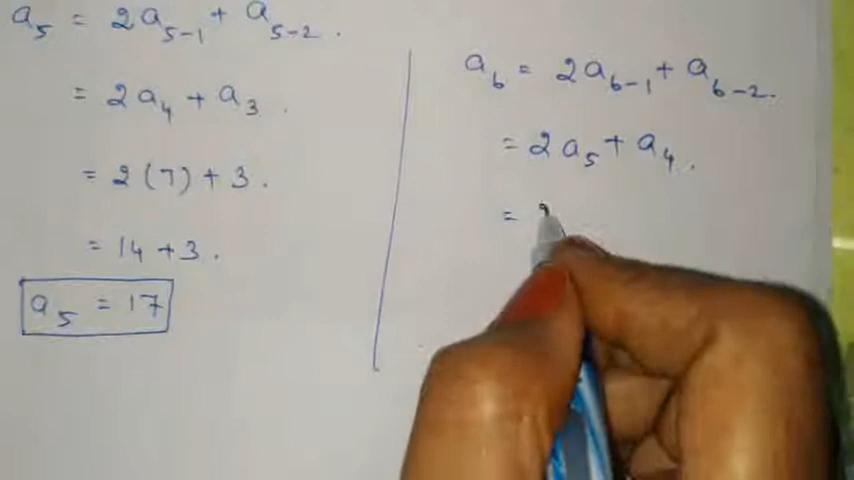 a₅ = 2a₅₋₁ + a₅₋₂.
= 2a₄ + a₃.
= 2(7) + 3.
= 14 + 3.
a₅ = 17
a₆ = 2a₆₋₁ + a₆₋₂.
= 2a₅ + a₄.
=